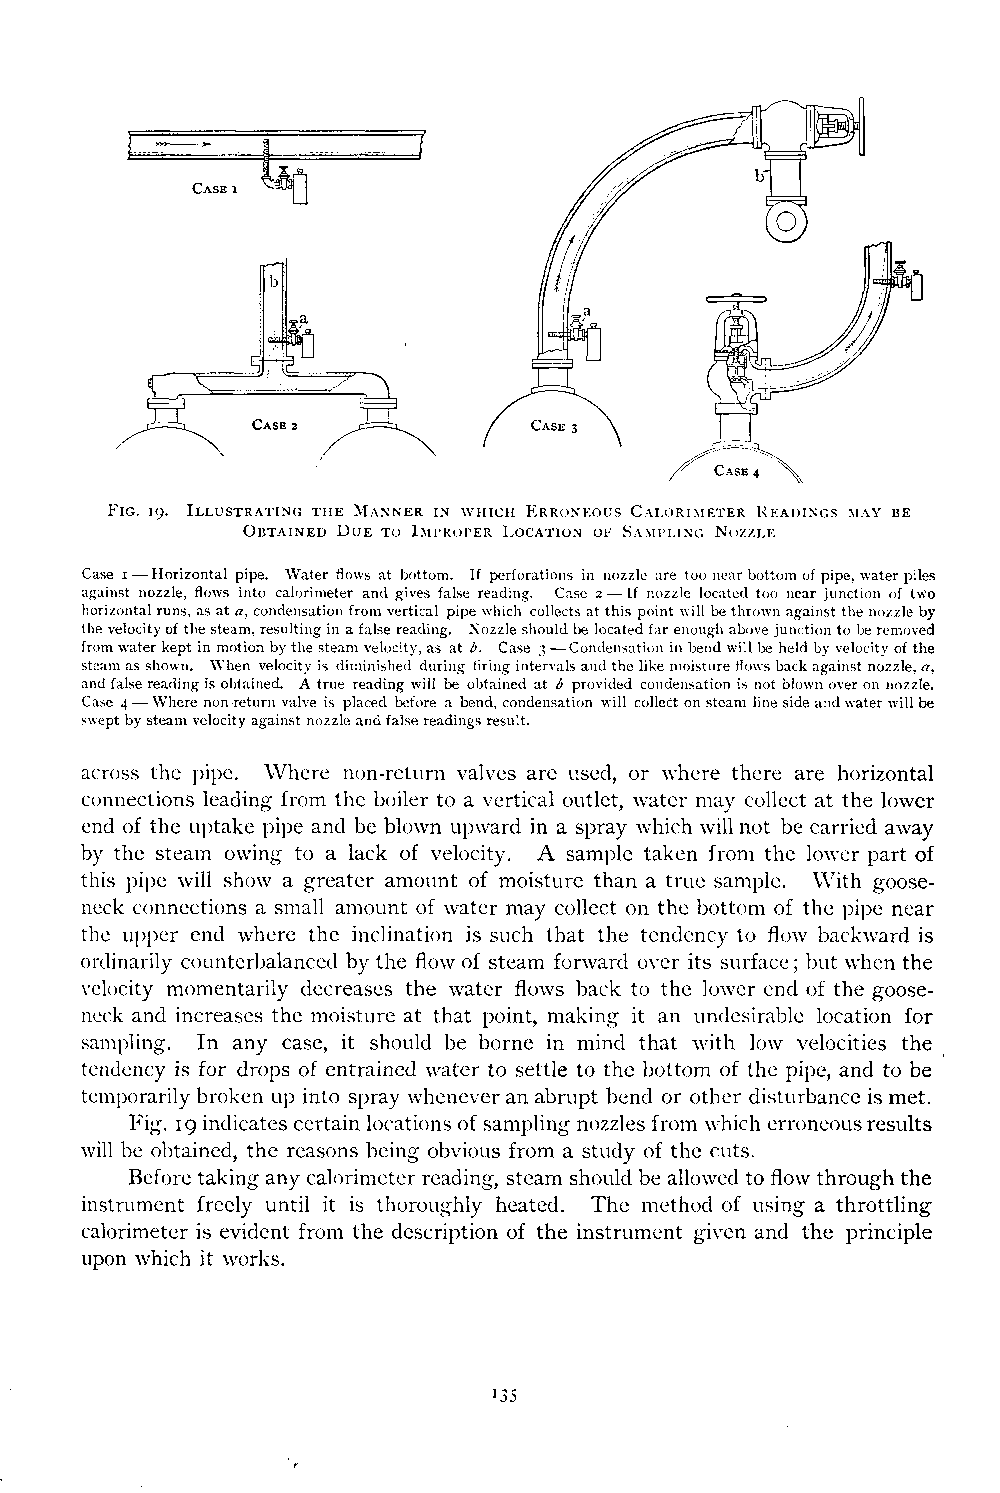 Case 1
b
a
Case 2
a
Case 3
b
Case 4
Fig. 19. Illustrating the Manner in which Erroneous Calorimeter Readings may be
Obtained Due to Improper Location of Sampling Nozzle
Case 1—Horizontal pipe. Water flows at bottom. If perforations in nozzle are too near bottom of pipe, water piles
against nozzle, flows into calorimeter and gives false reading. Case 2—If nozzle located too near junction of two
horizontal runs, as at a, condensation from vertical pipe which collects at this point will be thrown against the nozzle by
the velocity of the steam, resulting in a false reading. Nozzle should be located far enough above junction to be removed
from water kept in motion by the steam velocity, as at b. Case 3—Condensation in bend will be held by velocity of the
steam as shown. When velocity is diminished during firing intervals and the like moisture flows back against nozzle, a,
and false reading is obtained. A true reading will be obtained at b provided condensation is not blown over on nozzle.
Case 4—Where non-return valve is placed before a bend, condensation will collect on steam line side and water will be
swept by steam velocity against nozzle and false readings result.
across the pipe. Where non-return valves are used, or where there are horizontal
connections leading from the boiler to a vertical outlet, water may collect at the lower
end of the uptake pipe and be blown upward in a spray which will not be carried away
by the steam owing to a lack of velocity. A sample taken from the lower part of
this pipe will show a greater amount of moisture than a true sample. With goose-
neck connections a small amount of water may collect on the bottom of the pipe near
the upper end where the inclination is such that the tendency to flow backward is
ordinarily counterbalanced by the flow of steam forward over its surface; but when the
velocity momentarily decreases the water flows back to the lower end of the goose-
neck and increases the moisture at that point, making it an undesirable location for
sampling. In any case, it should be borne in mind that with low velocities the
tendency is for drops of entrained water to settle to the bottom of the pipe, and to be
temporarily broken up into spray whenever an abrupt bend or other disturbance is met.
Fig. 19 indicates certain locations of sampling nozzles from which erroneous results
will be obtained, the reasons being obvious from a study of the cuts.
Before taking any calorimeter reading, steam should be allowed to flow through the
instrument freely until it is thoroughly heated. The method of using a throttling
calorimeter is evident from the description of the instrument given and the principle
upon which it works.
135